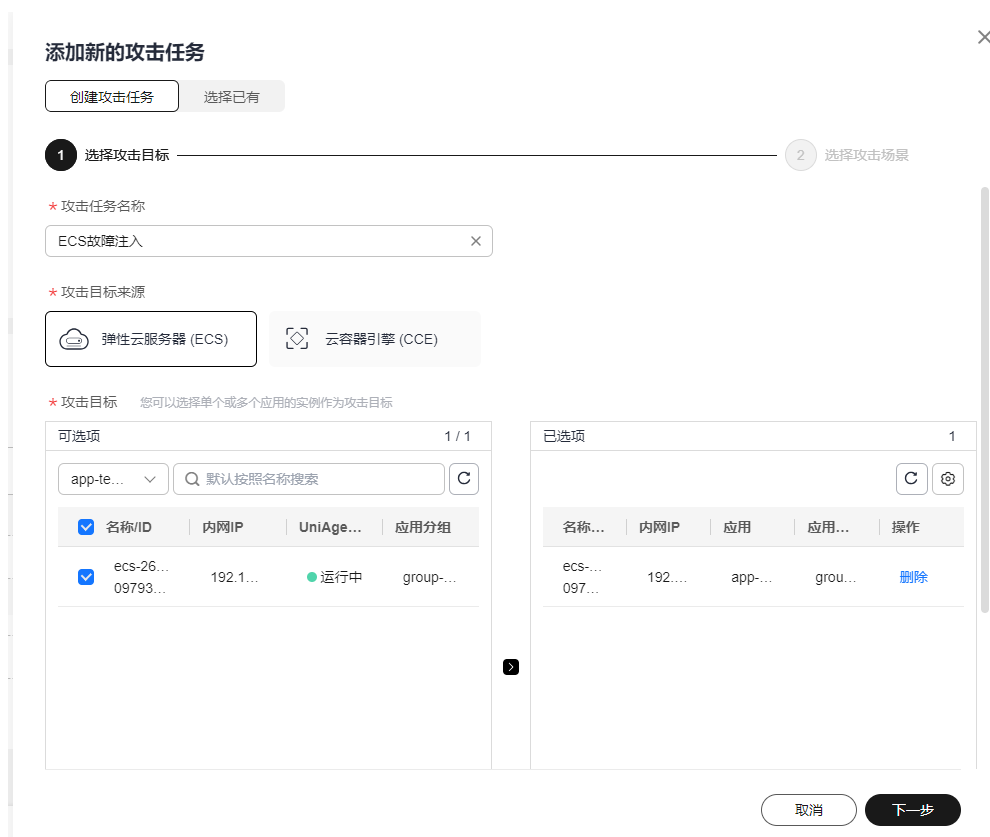 添加新的攻击任务
创建攻击任务 选择已有
1 选择攻击目标 2 选择攻击场景
* 攻击任务名称
ECS故障注入
* 攻击目标来源
弹性云服务器 (ECS) 云容器引擎 (CCE)
* 攻击目标 您可以选择单个或多个应用的实例作为攻击目标
可选项 1 / 1 已选项 1
app-te... 默认按照名称搜索
名称/ID 内网IP UniAge... 应用分组 名称... 内网IP 应用 应用... 操作
ecs-26... ecs-...
192.1... 运行中 group-... 192.... app-... grou... 删除
09793... 097...
取消 下一步